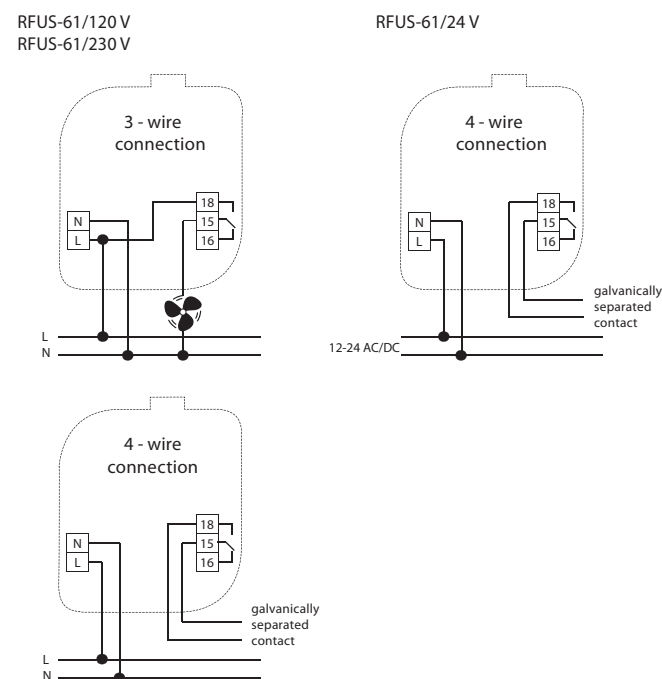 RFUS-61/120 V
RFUS-61/230 V
3 - wire
connection
N
L
18
15
16
L
N
RFUS-61/24 V
4 - wire
connection
N
L
18
15
16
galvanically
separated
contact
12-24 AC/DC
4 - wire
connection
N
L
18
15
16
galvanically
separated
contact
L
N